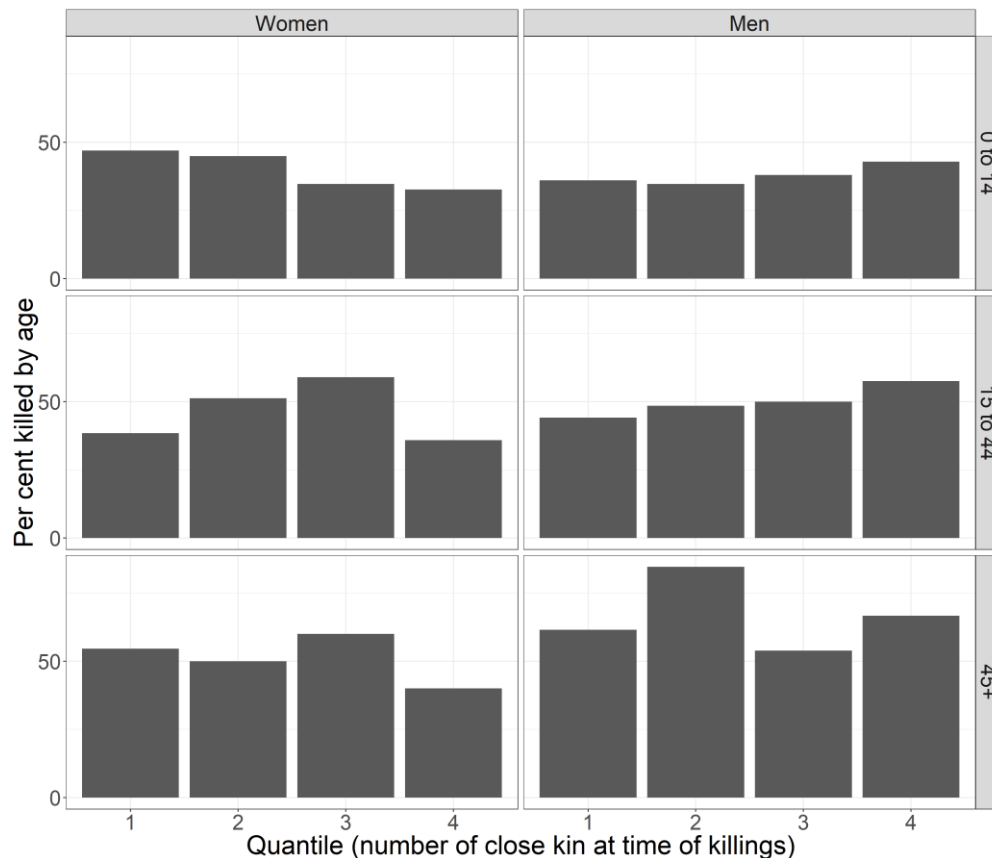 Women
Men
50
0
0 to 14
Per cent killed by age
50
0
15 to 44
50
0
45+
1 2 3 4 1 2 3 4
Quantile (number of close kin at time of killings)